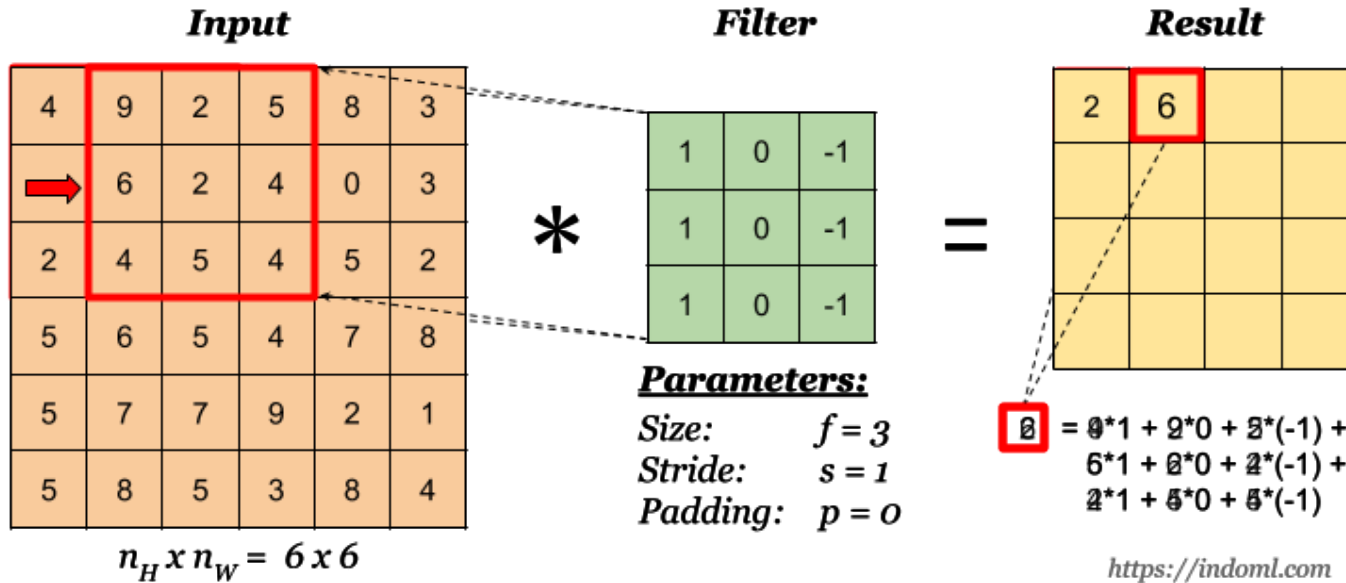 Input
Filter
Result
4 9 2 5 8 3
6 2 4 0 3
2 4 5 4 5 2
5 6 5 4 7 8
5 7 7 9 2 1
5 8 5 3 8 4
n_H x n_W = 6 x 6
*
1 0 -1
1 0 -1
1 0 -1
Parameters:
Size: f = 3
Stride: s = 1
Padding: p = 0
=
2 6
https://indoml.com